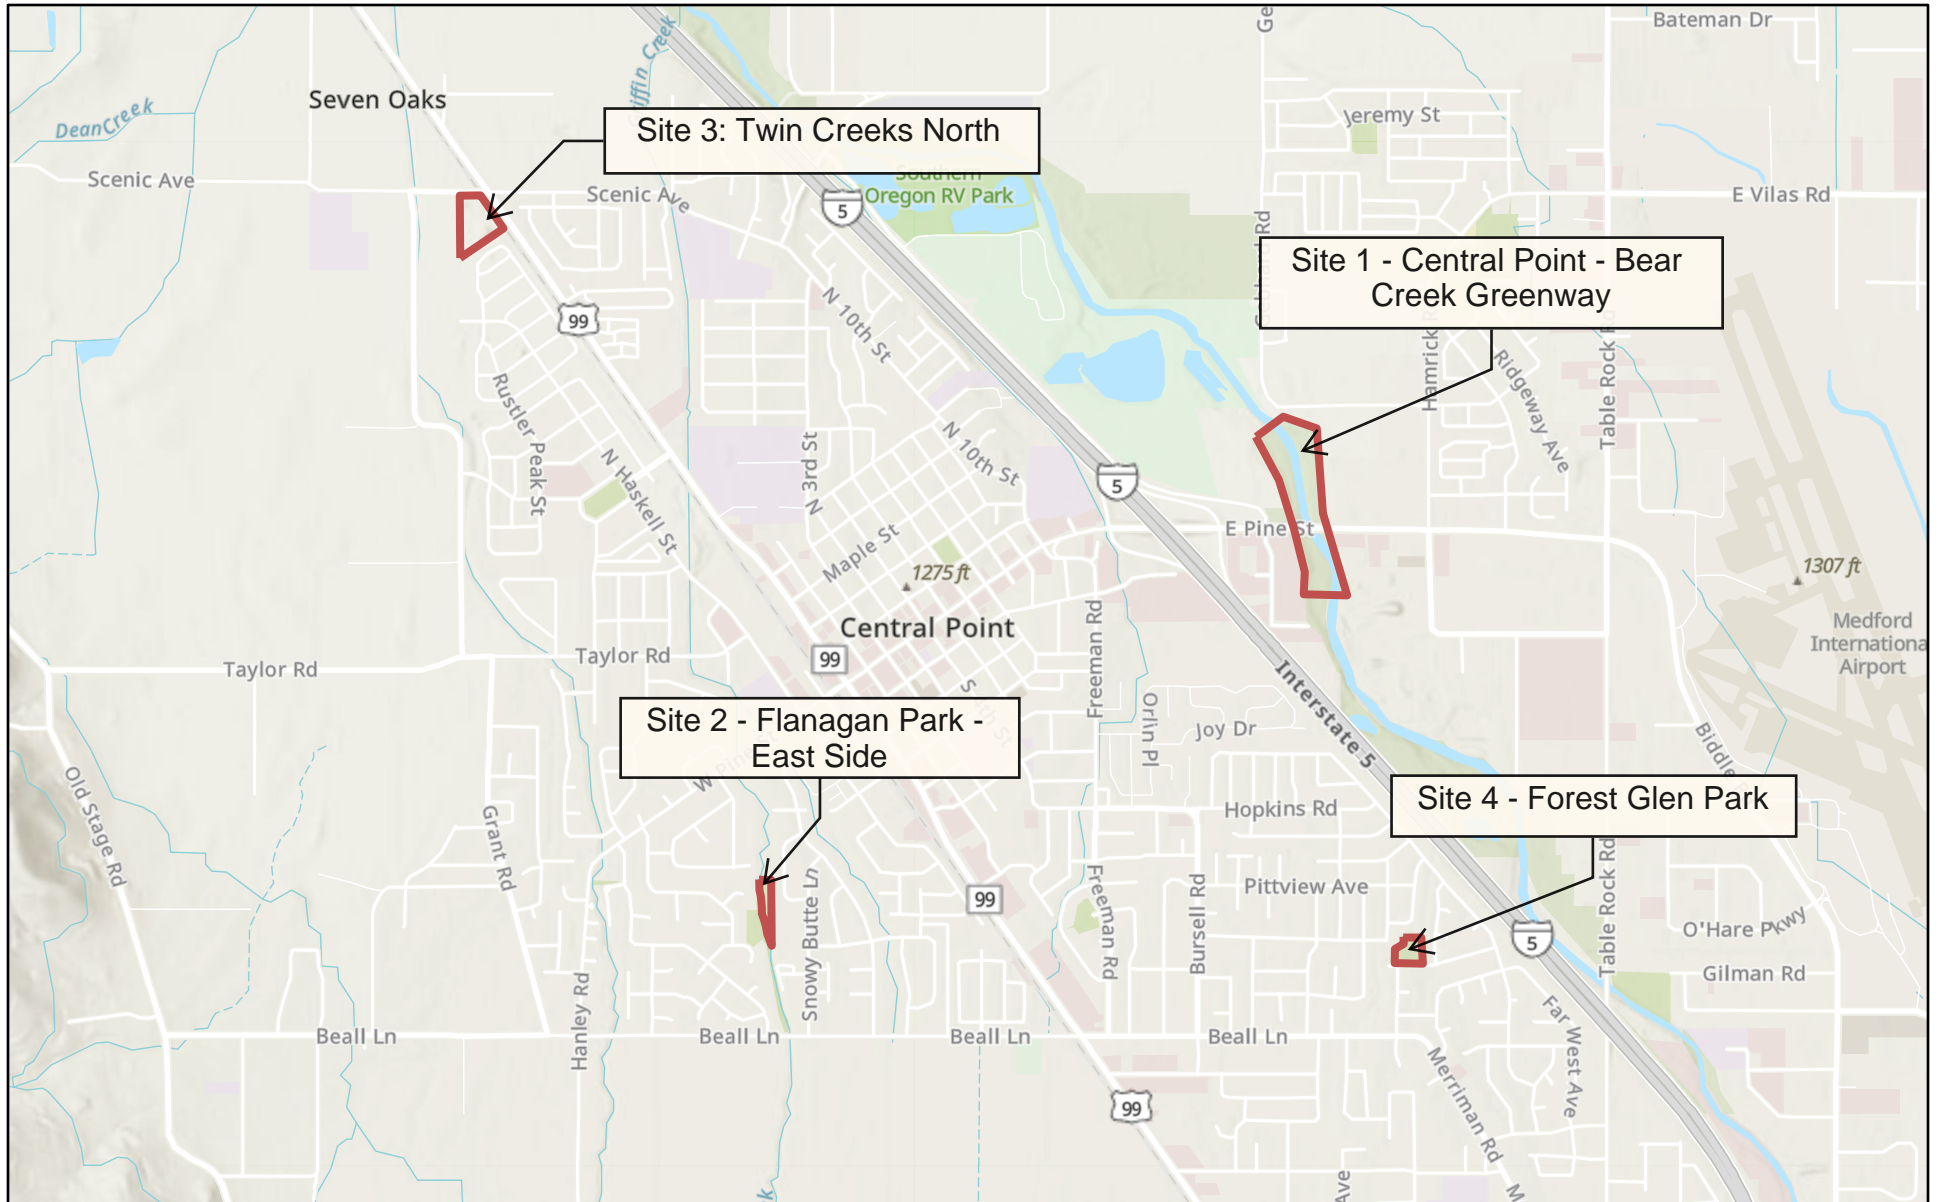 Bateman Dr
Ge
Griffin Creek
Seven Oaks
DeanCreek
Jeremy St
Site 3: Twin Creeks North
Scenic Ave
Scenic Ave
Southern
Oregon RV Park
5
E Vilas Rd
Site 1 - Central Point - Bear
Creek Greenway
99
N 10th St
Ridgeway Ave
Table Rock
Rustler Peak St
N 3rd St
N 10th St
N Haskell St
5
E Pine St
Maple St
1275 ft
1307 ft
Central Point
Freeman Rd
Medford
Internationa
Airport
Taylor Rd
Taylor Rd
99
Interstate 5
Orlin Pl
Joy Dr
Site 2 - Flanagan Park -
East Side
Old Stage Rd
Grant Rd
Hopkins Rd
Site 4 - Forest Glen Park
Table Rock Rd
Snowy Butte Ln
99
Freeman Rd
Bursell Rd
Pittview Ave
5
O'Hare Pkwy
Gilman Rd
Hanley Rd
Beall Ln
Beall Ln
Beall Ln
Beall Ln
Far West Ave
Merriman Rd
99
k
Ave
M